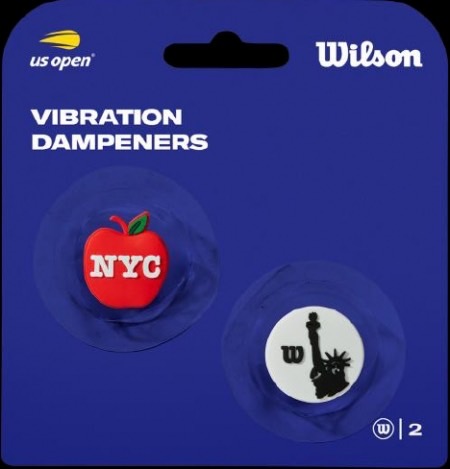 us open®
Wilson
VIBRATION
DAMPENERS
NYC
W
W | 2